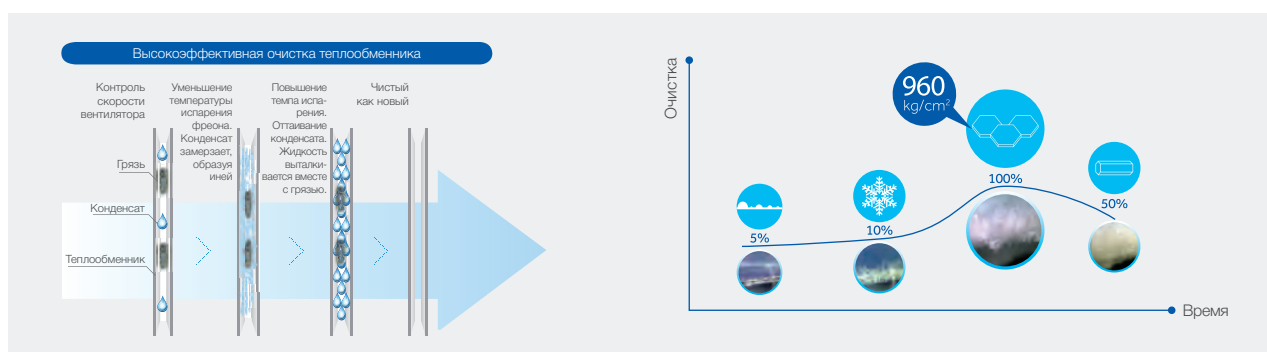 Высокоэффективная очистка теплообменника
Контроль
скорости
вентилятора
Уменьшение
температуры
испарения
фреона.
Конденсат
замерзает,
образуя
иней
Повышение
темпа испа-
рения.
Оттаивание
конденсата.
Жидкость
выталки-
вается вместе
с грязью.
Чистый
как новый
Грязь
Конденсат
Теплообменник
Очистка
960
kg/cm²
5%
10%
100%
50%
Время